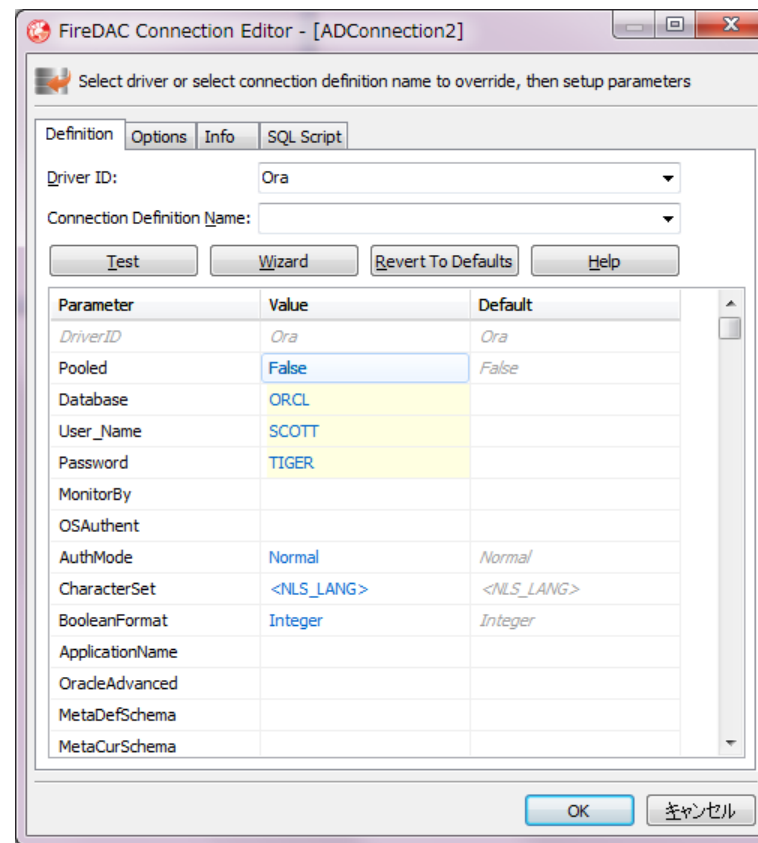 FireDAC Connection Editor - [ADConnection2]
Select driver or select connection definition name to override, then setup parameters
Definition Options Info SQL Script
Driver ID: Ora
Connection Definition Name:
Test Wizard Revert To Defaults Help
Parameter Value Default
DriverID Ora Ora
Pooled False False
Database ORCL
User_Name SCOTT
Password TIGER
MonitorBy
OSAuthent
AuthMode Normal Normal
CharacterSet <NLS_LANG> <NLS_LANG>
BooleanFormat Integer Integer
ApplicationName
OracleAdvanced
MetaDefSchema
MetaCurSchema
OK キャンセル